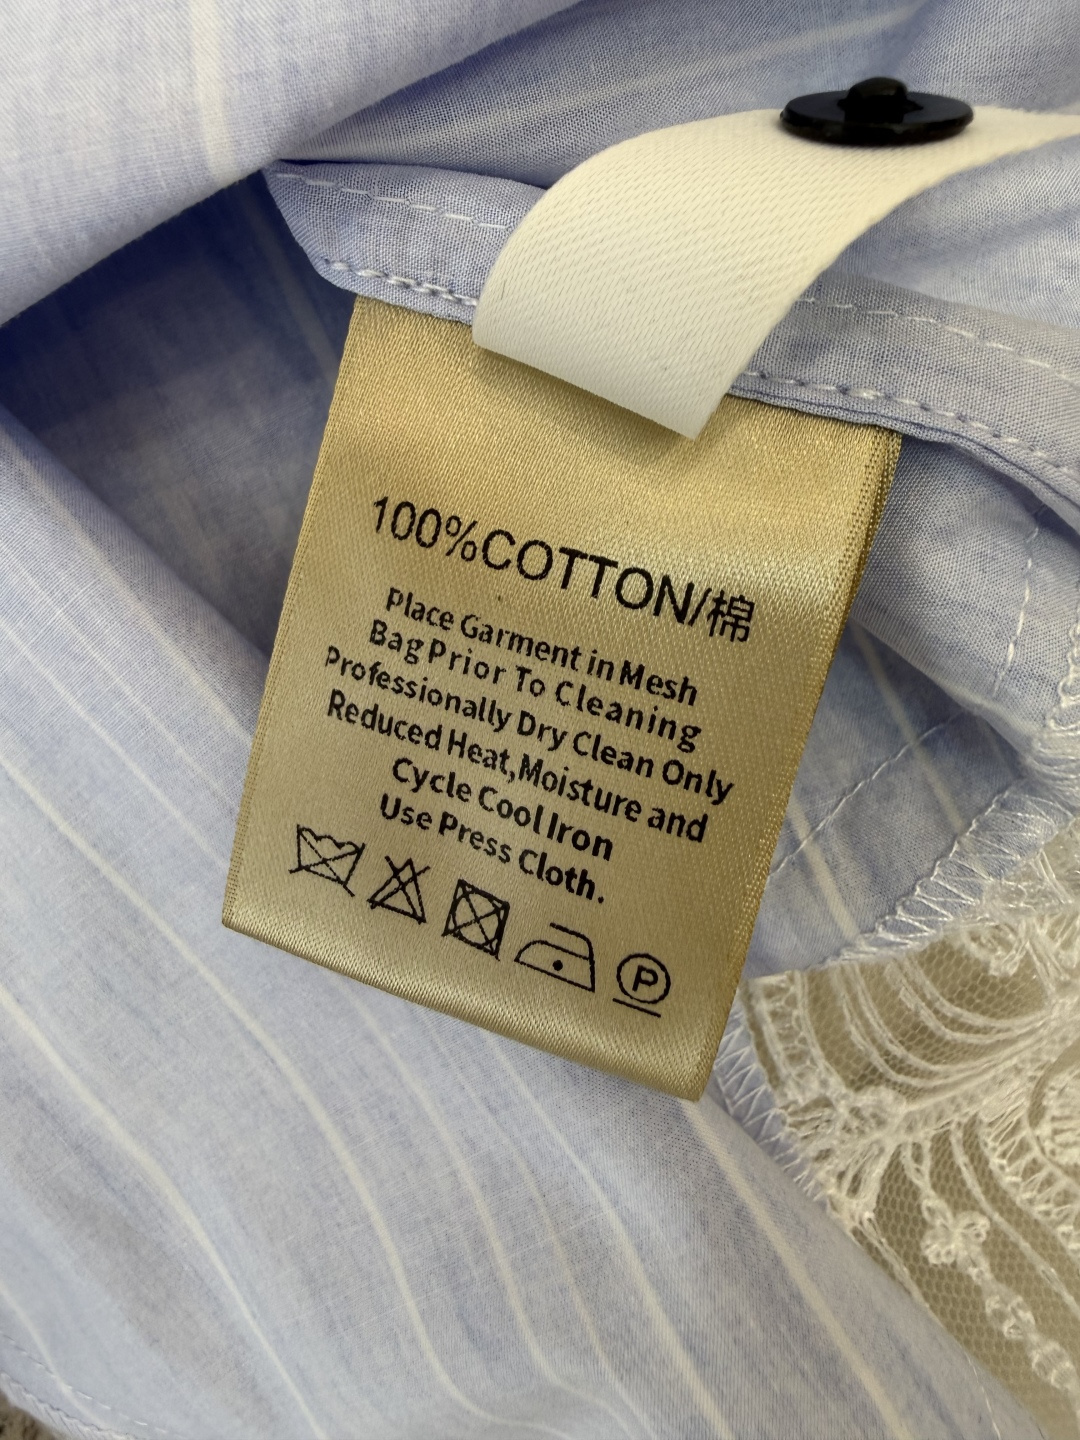 100%COTTON/棉
Place Garment in Mesh
Bag Prior To Cleaning
Professionally Dry Clean Only
Reduced Heat,Moisture and
Cycle Cool Iron
Use Press Cloth.
P